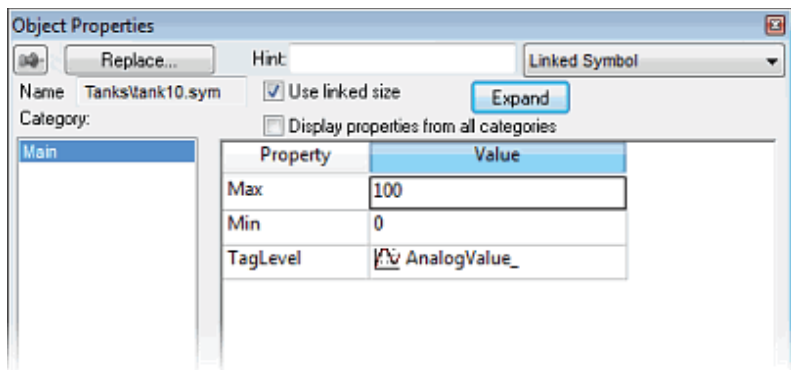 Object Properties
Replace... Hint: Linked Symbol
Name Tanks\tank10.sym Use linked size Expand
Category: Display properties from all categories
Main Property Value
Max 100
Min 0
TagLevel AnalogValue_